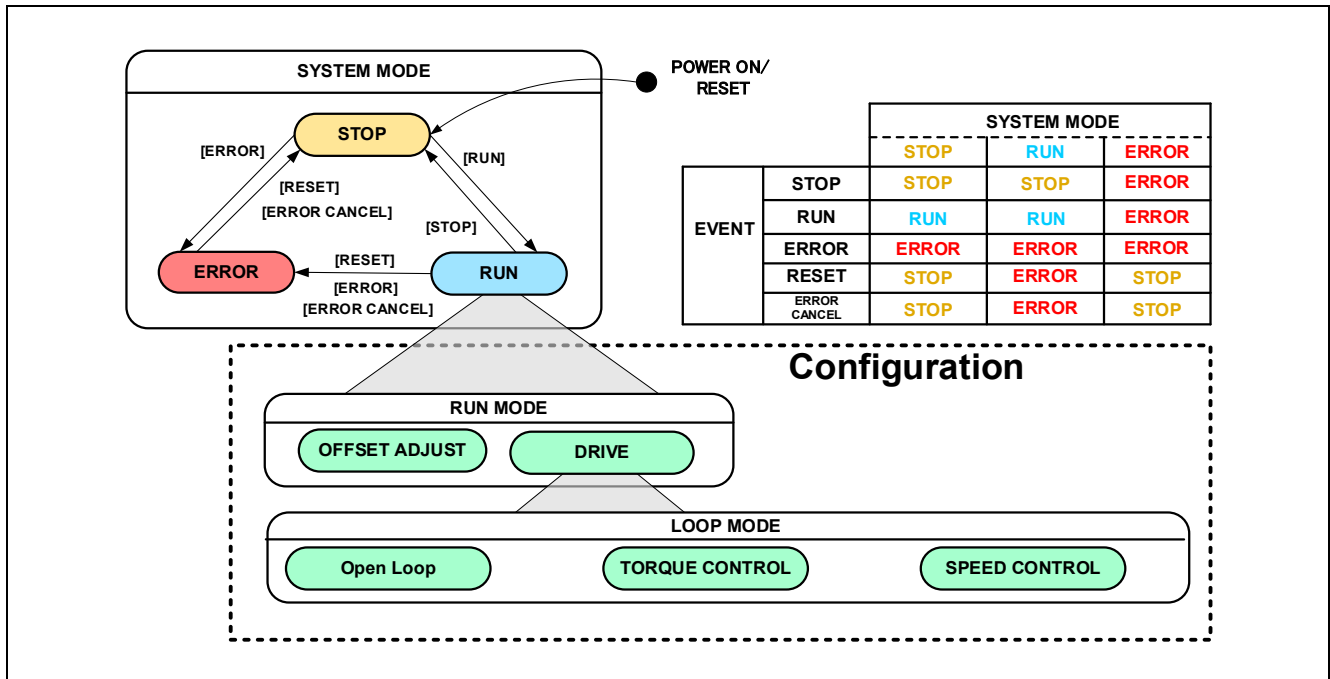 SYSTEM MODE
POWER ON/
RESET
STOP
[ERROR]
[RUN]
[RESET]
[ERROR CANCEL]
[STOP]
ERROR
[RESET]
RUN
[ERROR]
[ERROR CANCEL]
SYSTEM MODE
STOP RUN ERROR
EVENT
STOP STOP STOP ERROR
RUN RUN RUN ERROR
ERROR ERROR ERROR ERROR
RESET STOP ERROR STOP
ERROR
CANCEL STOP ERROR STOP
Configuration
RUN MODE
OFFSET ADJUST DRIVE
LOOP MODE
Open Loop TORQUE CONTROL SPEED CONTROL